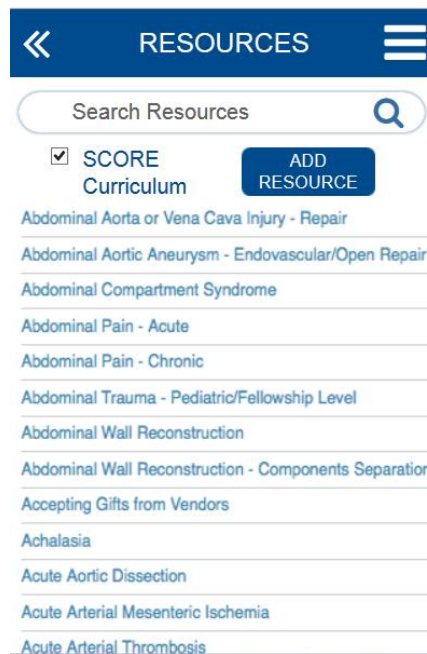 RESOURCES
Search Resources
SCORE
Curriculum
ADD
RESOURCE
Abdominal Aorta or Vena Cava Injury - Repair
Abdominal Aortic Aneurysm - Endovascular/Open Repair
Abdominal Compartment Syndrome
Abdominal Pain - Acute
Abdominal Pain - Chronic
Abdominal Trauma - Pediatric/Fellowship Level
Abdominal Wall Reconstruction
Abdominal Wall Reconstruction - Components Separation
Accepting Gifts from Vendors
Achalasia
Acute Aortic Dissection
Acute Arterial Mesenteric Ischemia
Acute Arterial Thrombosis